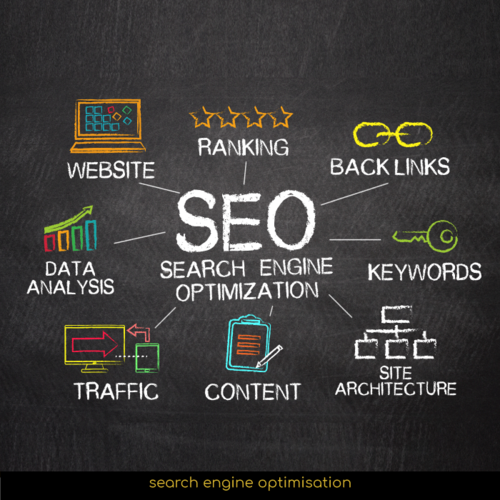 RANKING
WEBSITE
BACK LINKS
SEO
SEARCH ENGINE
OPTIMIZATION
DATA
ANALYSIS
KEYWORDS
TRAFFIC
CONTENT
SITE
ARCHITECTURE
search engine optimisation